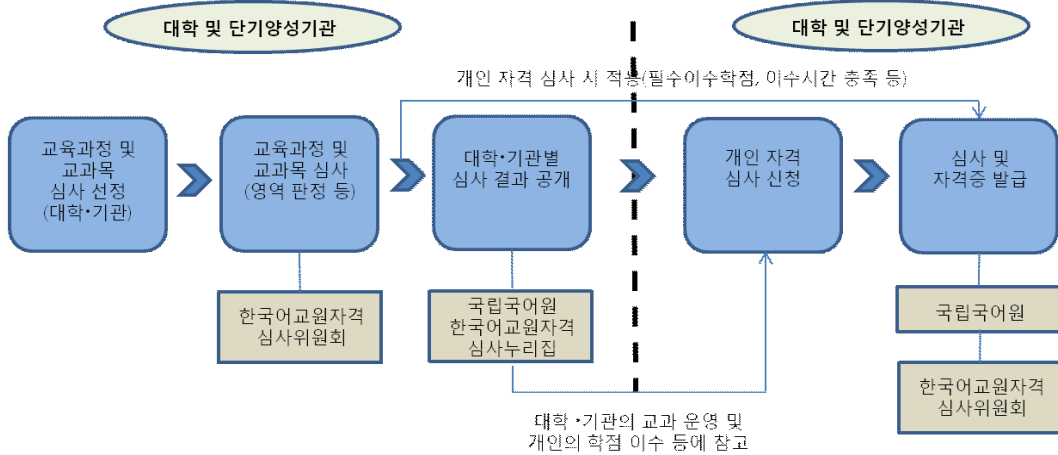 대학 및 단기양성기관
대학 및 단기양성기관
개인 자격 심사 시 적용(필수이수학점, 이수시간 충족 등)
교육과정 및
교과목
심사 선정
(대학•기관)
교육과정 및
교과목 심사
(영역 판정 등)
대학•기관별
심사 결과 공개
개인 자격
심사 신청
심사 및
자격증 발급
한국어교원자격
심사위원회
국립국어원
한국어교원자격
심사누리집
국립국어원
한국어교원자격
심사위원회
대학 •기관의 교과 운영 및
개인의 학점 이수 등에 참고